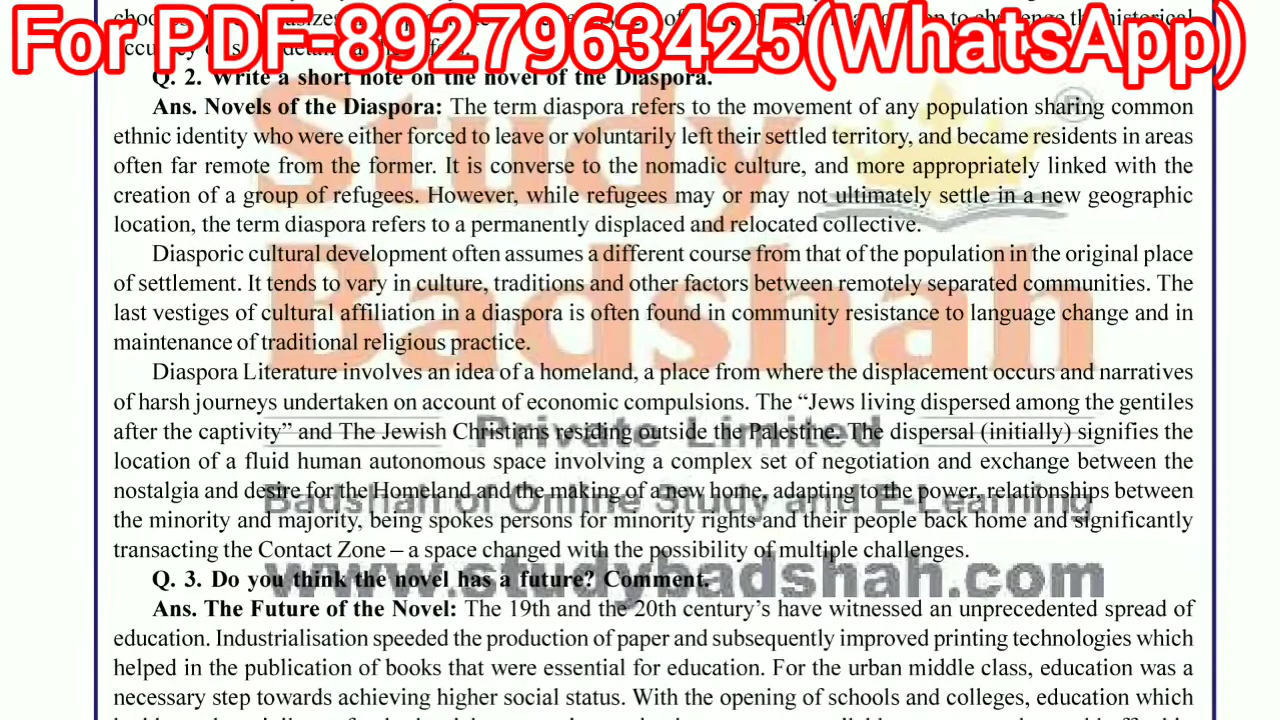 For PDF-8927963425(WhatsApp)
Q. 2. Write a short note on the novel of the Diaspora.
Ans. Novels of the Diaspora: The term diaspora refers to the movement of any population sharing common
ethnic identity who were either forced to leave or voluntarily left their settled territory, and became residents in areas
often far remote from the former. It is converse to the nomadic culture, and more appropriately linked with the
creation of a group of refugees. However, while refugees may or may not ultimately settle in a new geographic
location, the term diaspora refers to a permanently displaced and relocated collective.
Diasporic cultural development often assumes a different course from that of the population in the original place
of settlement. It tends to vary in culture, traditions and other factors between remotely separated communities. The
last vestiges of cultural affiliation in a diaspora is often found in community resistance to language change and in
maintenance of traditional religious practice.
Diaspora Literature involves an idea of a homeland, a place from where the displacement occurs and narratives
of harsh journeys undertaken on account of economic compulsions. The “Jews living dispersed among the gentiles
after the captivity” and The Jewish Christians residing outside the Palestine. The dispersal (initially) signifies the
location of a fluid human autonomous space involving a complex set of negotiation and exchange between the
nostalgia and desire for the Homeland and the making of a new home, adapting to the power, relationships between
the minority and majority, being spokes persons for minority rights and their people back home and significantly
transacting the Contact Zone – a space changed with the possibility of multiple challenges.
Q. 3. Do you think the novel has a future? Comment.
Ans. The Future of the Novel: The 19th and the 20th century’s have witnessed an unprecedented spread of
education. Industrialisation speeded the production of paper and subsequently improved printing technologies which
helped in the publication of books that were essential for education. For the urban middle class, education was a
necessary step towards achieving higher social status. With the opening of schools and colleges, education which
Study
Badshah
®
Private Limited
Badshah of Online Study and E-Learning
www.studybadshah.com